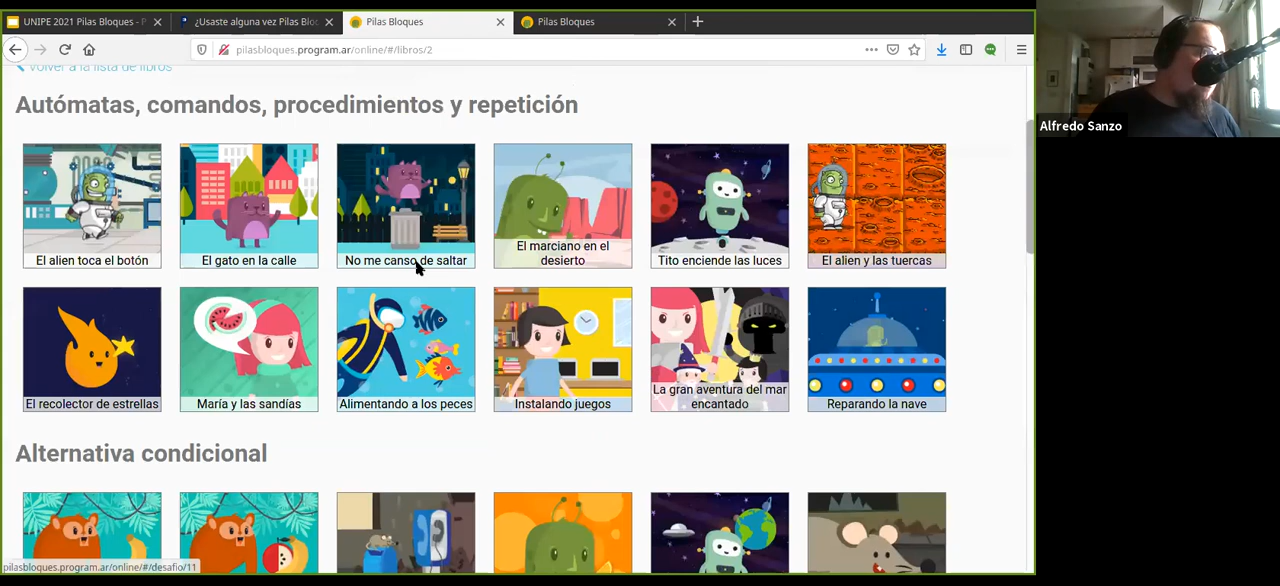 UNIPE 2021 Pilas Bloques - P
¿Usaste alguna vez Pilas Bloc
Pilas Bloques
Pilas Bloques
pilasbloques.program.ar/online/#/libros/2
Volver a la lista de libros
Alfredo Sanzo
Autómatas, comandos, procedimientos y repetición
El alien toca el botón
El gato en la calle
No me canso de saltar
El marciano en el
desierto
Tito enciende las luces
El alien y las tuercas
El recolector de estrellas
María y las sandías
Alimentando a los peces
Instalando juegos
La gran aventura del mar
encantado
Reparando la nave
Alternativa condicional
pilasbloques.program.ar/online/#/desafio/11